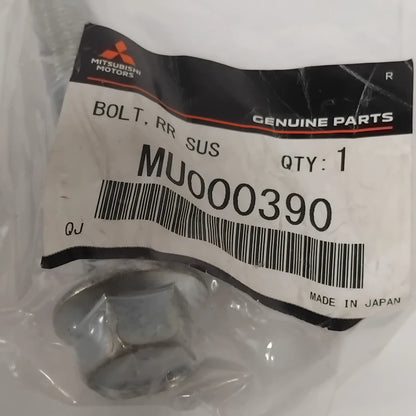 MITSUBISHI
MOTORS
R
GENUINE PARTS
BOLT,RR SUS
QTY: 1
MU000390
QJ
MADE IN JAPAN